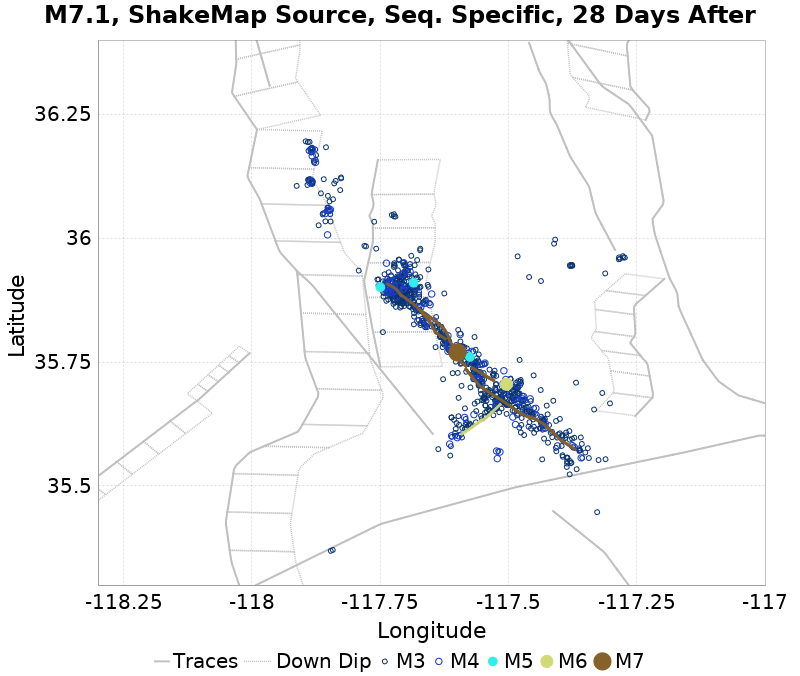 M7.1, ShakeMap Source, Seq. Specific, 28 Days After
36.25
36
35.75
35.5
Latitude
-118.25 -118 -117.75 -117.5 -117.25 -117
Longitude
Traces Down Dip M3 M4 M5 M6 M7